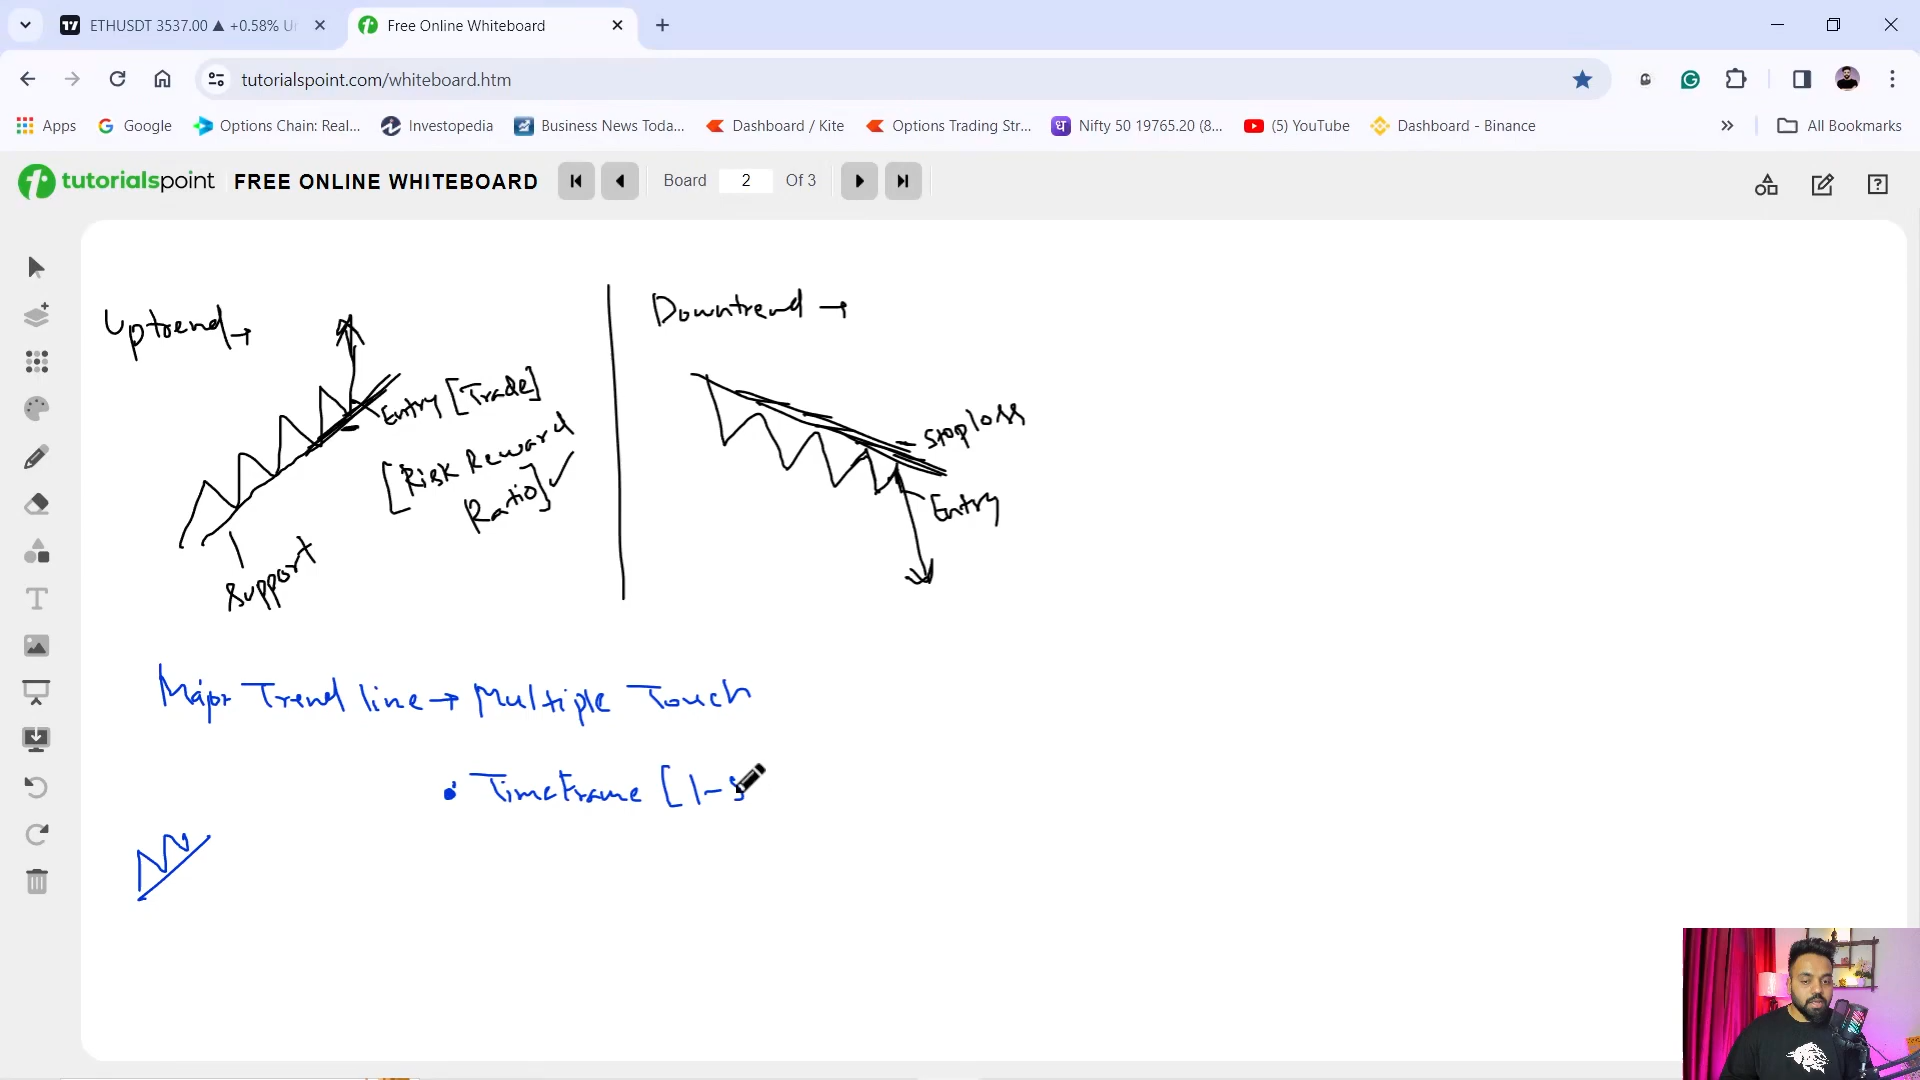 ETHUSDT 3537.00 ▲ +0.58% Un
Free Online Whiteboard
tutorialspoint.com/whiteboard.htm
Apps
Google
Options Chain: Real...
Investopedia
Business News Toda...
Dashboard / Kite
Options Trading Str...
Nifty 50 19765.20 (8...
(5) YouTube
Dashboard - Binance
All Bookmarks
tutorialspoint
FREE ONLINE WHITEBOARD
Board 2 Of 3
Uptrend →
Entry [Trade]
[Risk Reward
Ratio] ✓
Support
Downtrend →
Stoploss
Entry
Major Trend line → Multiple Touch
• Timeframe [1-5